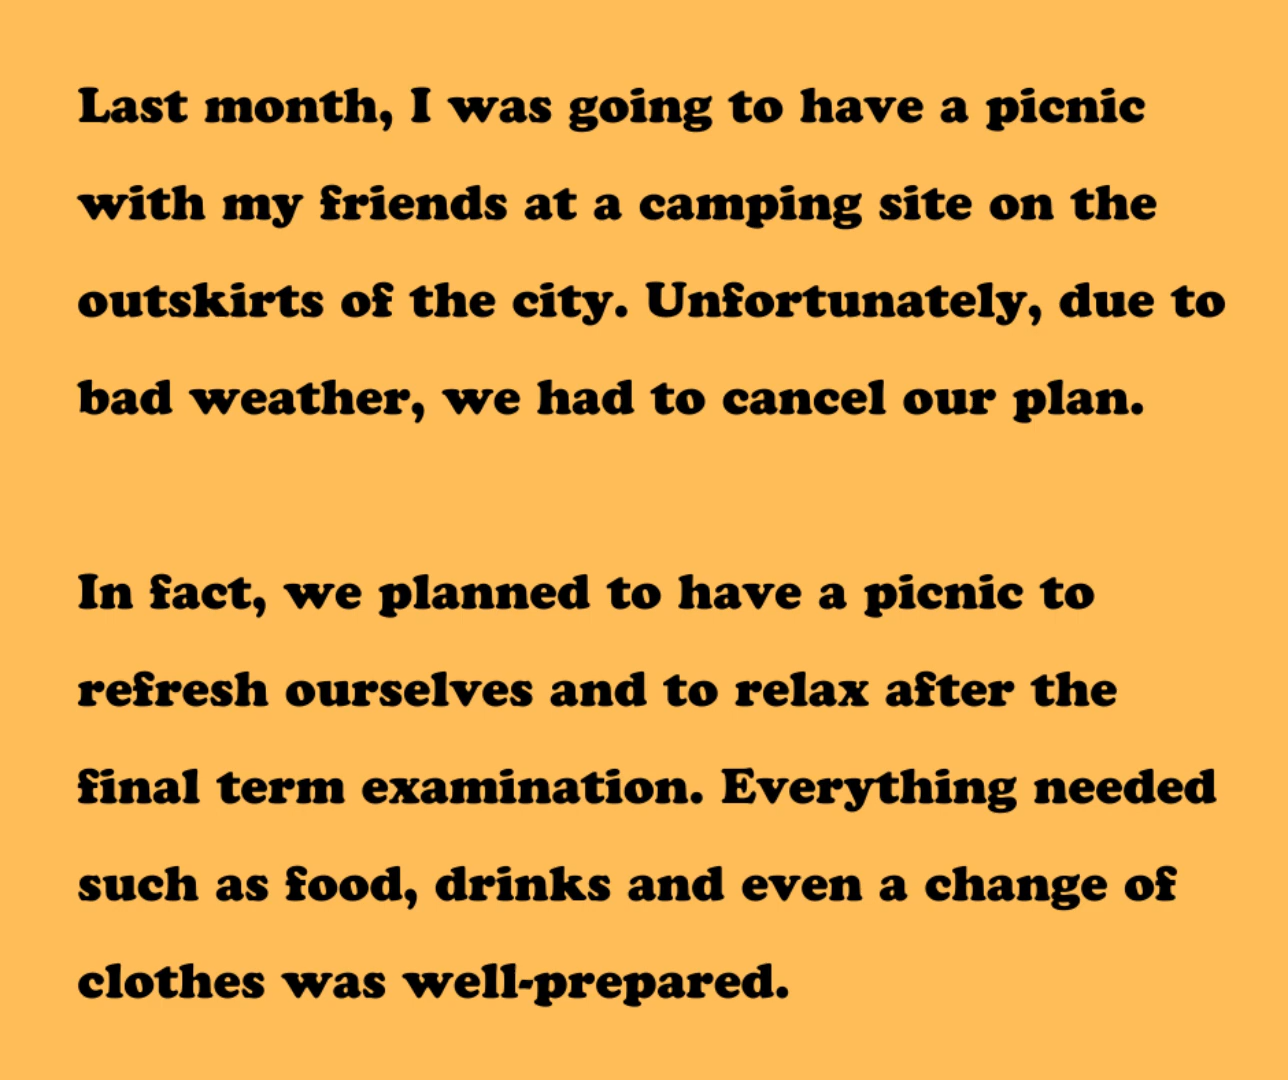 Last month, I was going to have a picnic
with my friends at a camping site on the
outskirts of the city. Unfortunately, due to
bad weather, we had to cancel our plan.
In fact, we planned to have a picnic to
refresh ourselves and to relax after the
final term examination. Everything needed
such as food, drinks and even a change of
clothes was well-prepared.